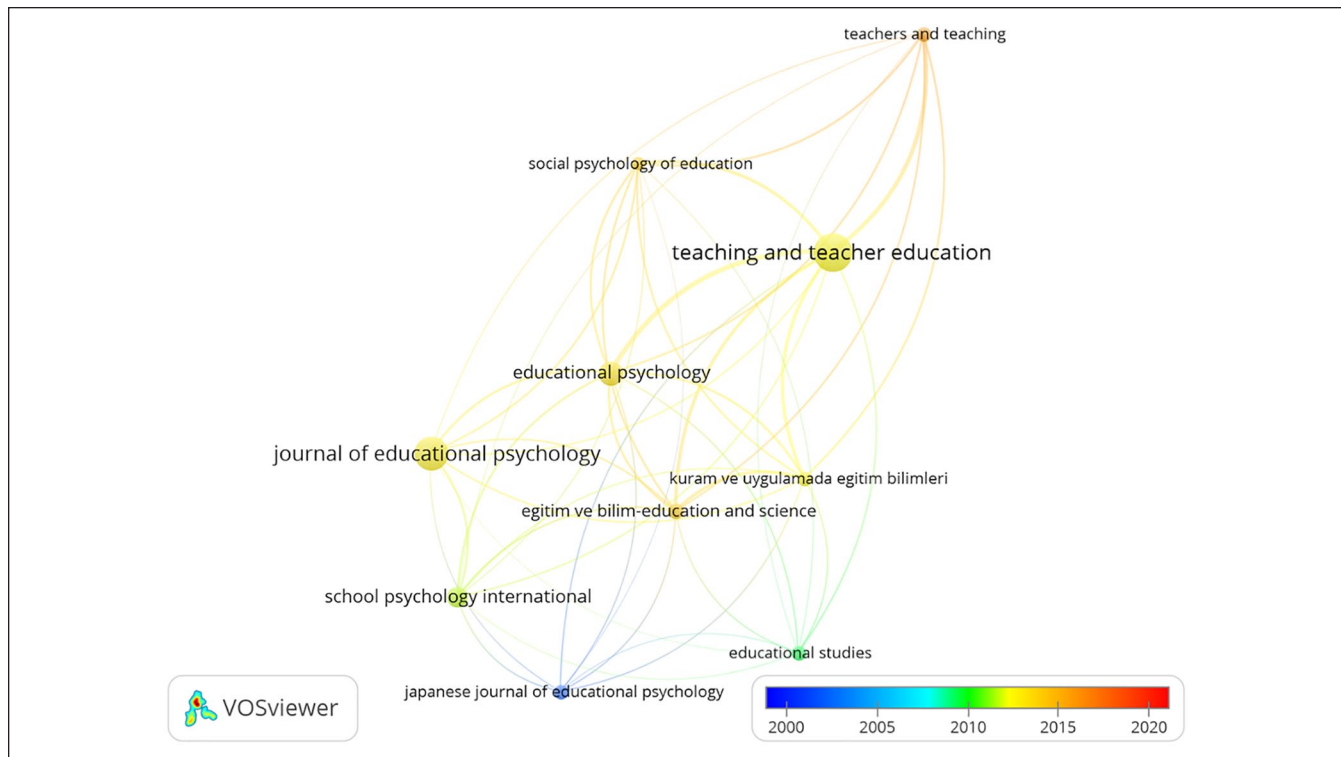 teachers and teaching
social psychology of education
teaching and teacher education
educational psychology
journal of educational psychology
kuram ve uygulamada egitim bilimleri
egitim ve bilim-education and science
school psychology international
educational studies
japanese journal of educational psychology
VOSviewer
2000 2005 2010 2015 2020